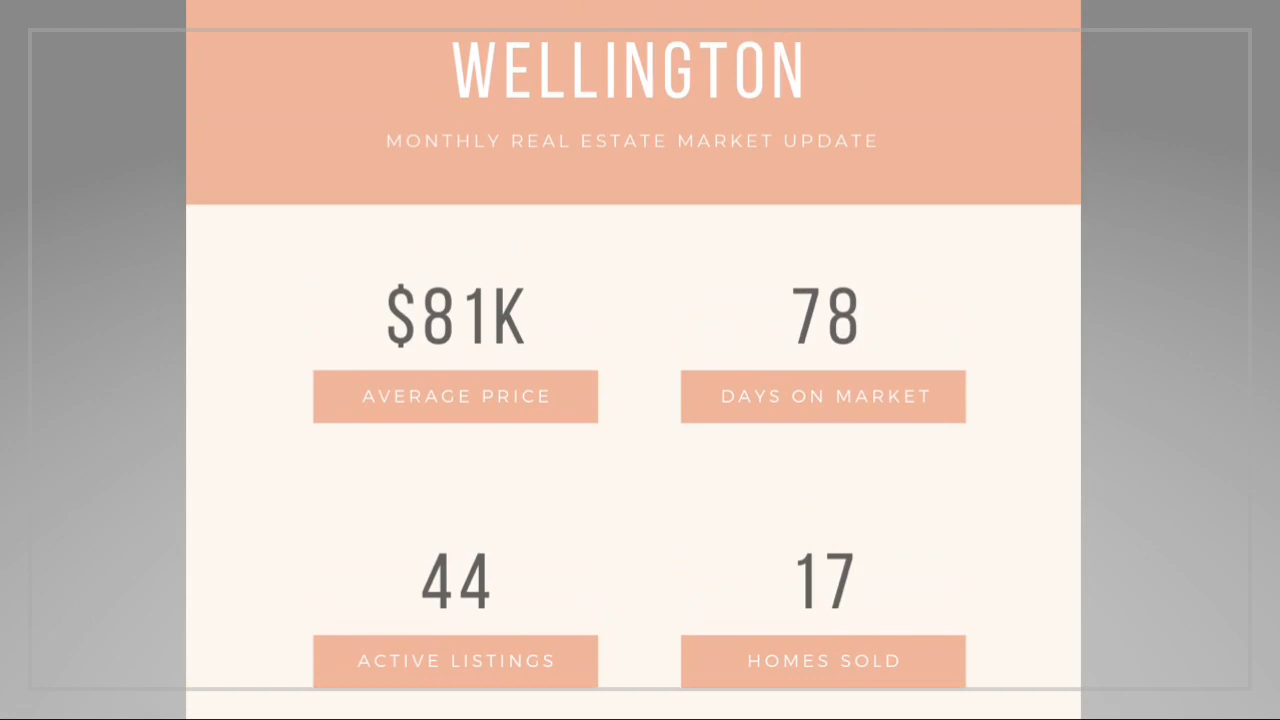 WELLINGTON
MONTHLY REAL ESTATE MARKET UPDATE
$81K
78
AVERAGE PRICE
DAYS ON MARKET
44
17
ACTIVE LISTINGS
HOMES SOLD